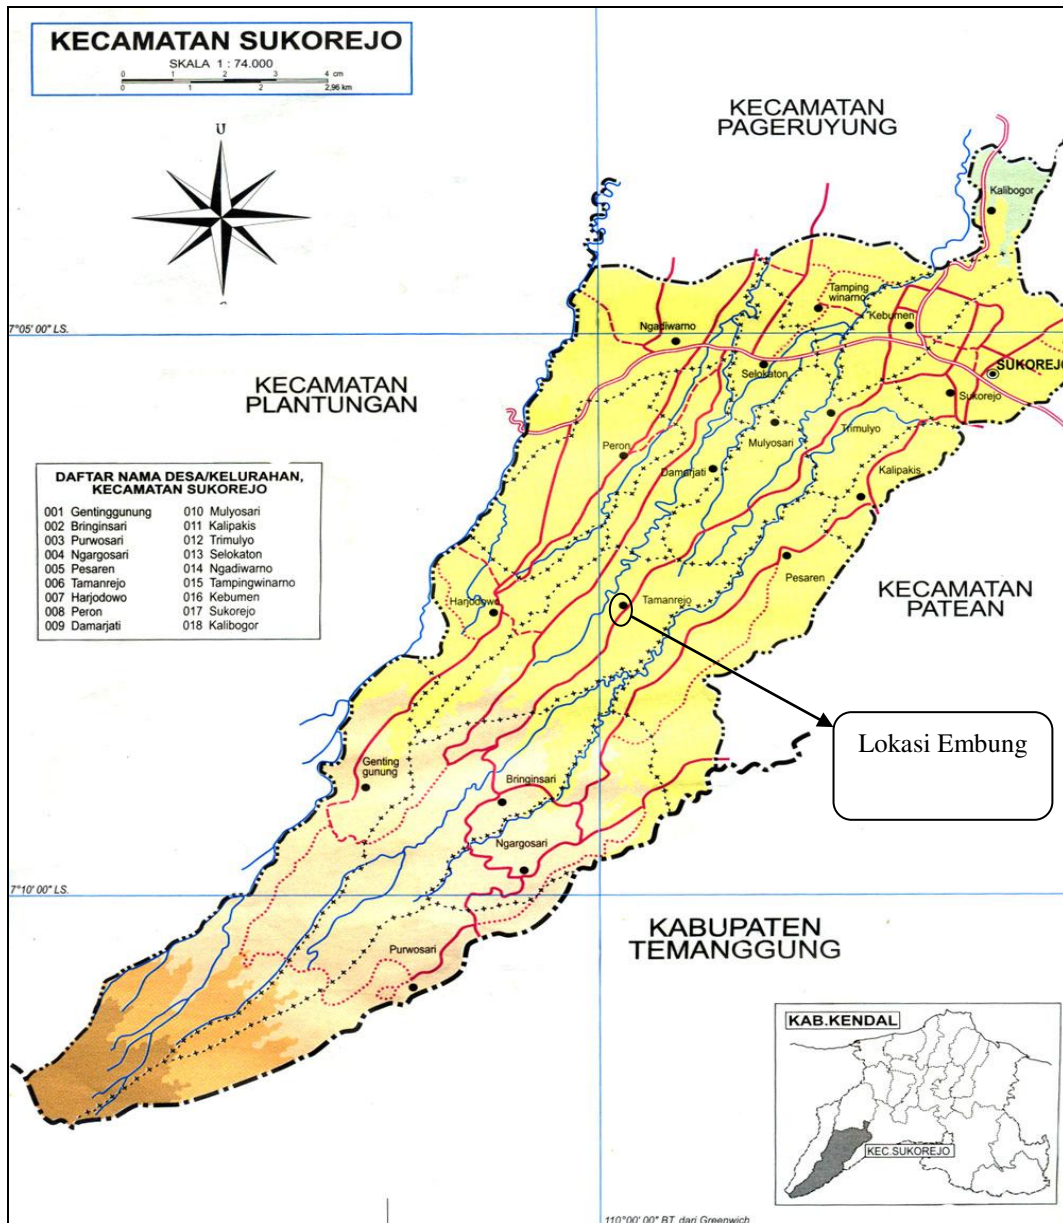 KECAMATAN SUKOREJO
SKALA 1 : 74.000
0 1 2 3 4 cm
0 1 2 2,96 km
U
KECAMATAN
PAGERUYUNG
Kalibogor
Tamping
winarno
Kebumen
7°05' 00" LS.
Ngadiwarno
Selokaton
SUKOREJO
KECAMATAN
PLANTUNGAN
Sukorejo
Trimulyo
Mulyosari
Peron
Damarjati
Kalipakis
DAFTAR NAMA DESA/KELURAHAN,
KECAMATAN SUKOREJO
001 Gentinggunung 010 Mulyosari
002 Bringinsari 011 Kalipakis
003 Purwosari 012 Trimulyo
004 Ngargosari 013 Selokaton
005 Pesaren 014 Ngadiwarno
006 Tamanrejo 015 Tampingwinarno
007 Harjodowo 016 Kebumen
008 Peron 017 Sukorejo
009 Damarjati 018 Kalibogor
Pesaren
KECAMATAN
PATEAN
Harjodowo
Tamanrejo
Lokasi Embung
Genting
gunung
Bringinsari
Ngargosari
7°10' 00" LS.
KABUPATEN
TEMANGGUNG
Purwosari
KAB.KENDAL
KEC.SUKOREJO
110°00' 00" BT. dari Greenwich